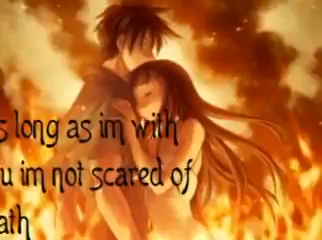 s long as im with
u im not scared of
ath